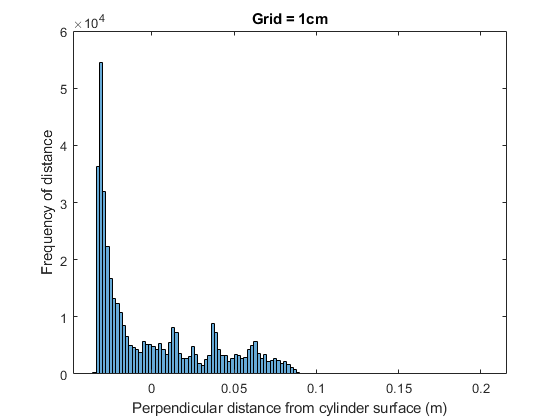 Grid = 1cm
×10⁴
6
5
4
3
2
1
0
Frequency of distance
0 0.05 0.1 0.15 0.2
Perpendicular distance from cylinder surface (m)